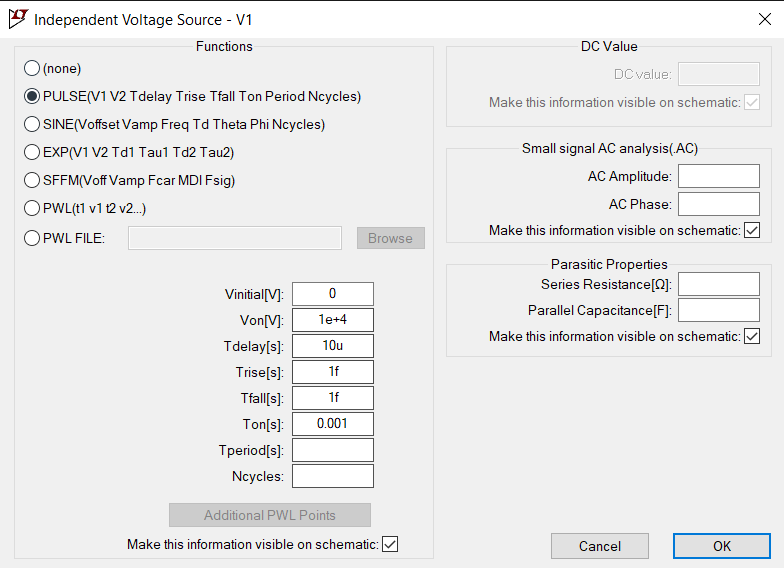 Independent Voltage Source - V1
Functions
(none)
PULSE(V1 V2 Tdelay Trise Tfall Ton Period Ncycles)
SINE(Voffset Vamp Freq Td Theta Phi Ncycles)
EXP(V1 V2 Td1 Tau1 Td2 Tau2)
SFFM(Voff Vamp Fcar MDI Fsig)
PWL(t1 v1 t2 v2...)
PWL FILE: Browse
Vinitial[V]: 0
Von[V]: 1e+4
Tdelay[s]: 10u
Trise[s]: 1f
Tfall[s]: 1f
Ton[s]: 0.001
Tperiod[s]:
Ncycles:
Additional PWL Points
Make this information visible on schematic:
DC Value
DC value:
Make this information visible on schematic:
Small signal AC analysis(.AC)
AC Amplitude:
AC Phase:
Make this information visible on schematic:
Parasitic Properties
Series Resistance[Ω]:
Parallel Capacitance[F]:
Make this information visible on schematic:
Cancel OK